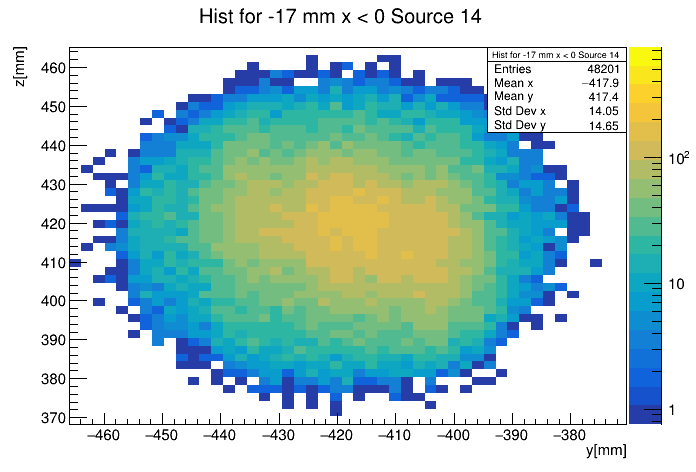 Hist for -17 mm x < 0 Source 14
z[mm]
Hist for -17 mm x < 0 Source 14
Entries 48201
Mean x −417.9
Mean y 417.4
Std Dev x 14.05
Std Dev y 14.65
460
450
440
430
420
410
400
390
380
370
−460 −450 −440 −430 −420 −410 −400 −390 −380
y[mm]
10²
10
1